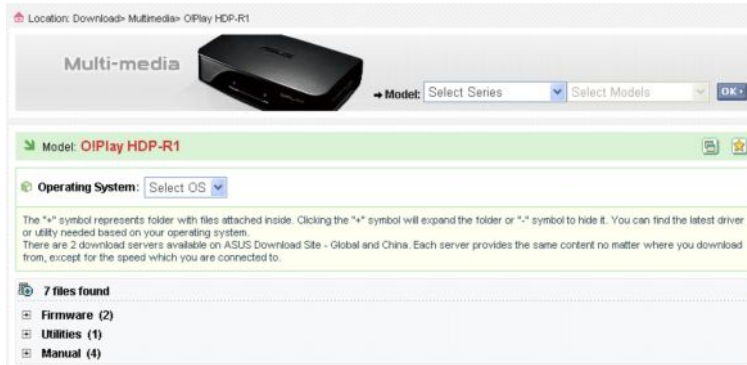 Location: Download> Multimedia> O!Play HDP-R1
Multi-media
ASUS
Model: Select Series Select Models OK
Model: O!Play HDP-R1
Operating System: Select OS
The "+" symbol represents folder with files attached inside. Clicking the "+" symbol will expand the folder or "-" symbol to hide it. You can find the latest driver
or utility needed based on your operating system.
There are 2 download servers available on ASUS Download Site - Global and China. Each server provides the same content no matter where you download
from, except for the speed which you are connected to.
7 files found
Firmware (2)
Utilities (1)
Manual (4)